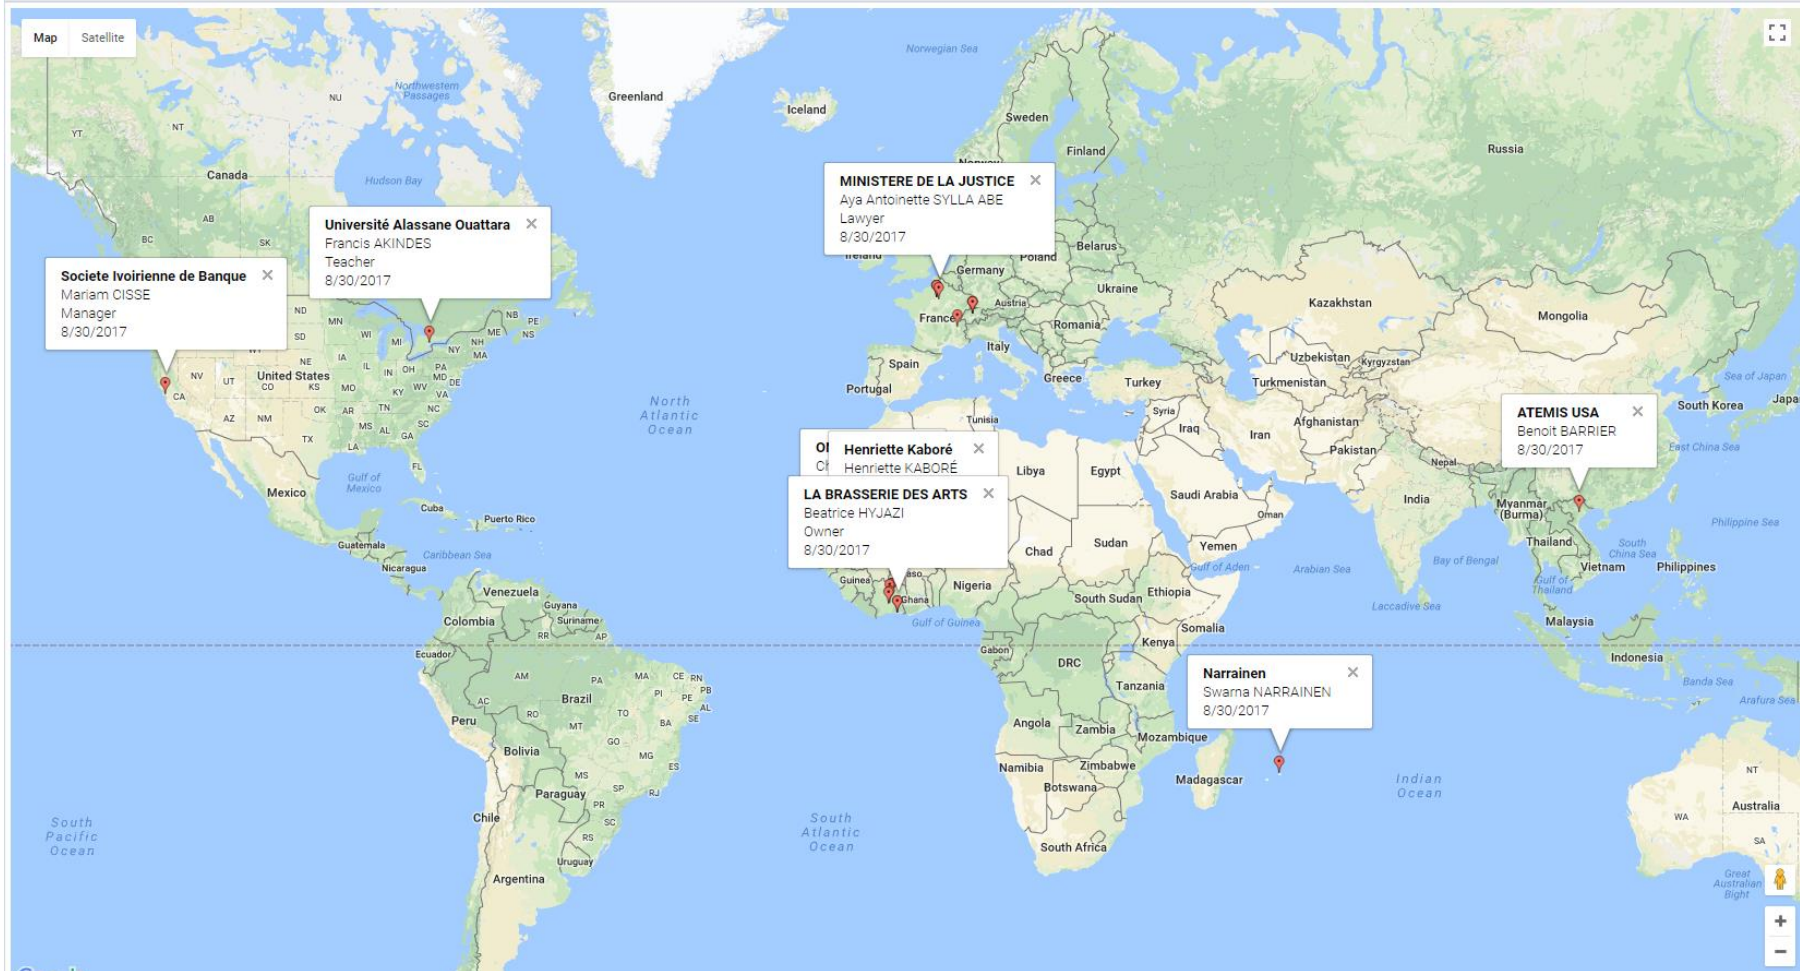 Map Satellite
Norwegian Sea
Greenland
Iceland
Northwestern
Passages
NU
YT
NT
Sweden
Finland
Russia
Norway
Canada
Hudson Bay
AB
BC
SK
MINISTERE DE LA JUSTICE
Aya Antoinette SYLLA ABE
Lawyer
8/30/2017
Université Alassane Ouattara
Francis AKINDES
Teacher
8/30/2017
Societe Ivoirienne de Banque
Mariam CISSE
Manager
8/30/2017
Ireland
Poland
Belarus
Germany
Ukraine
Austria
France
Romania
Italy
Kazakhstan
Mongolia
Spain
Portugal
Greece
Turkey
Uzbekistan
Kyrgyzstan
Turkmenistan
Sea of Japan
South Korea
Japa
ND
MN
WI
MI
NB
PE
ME
NS
SD
NY
NH
MA
WY
NE
IA
IL
IN
OH
PA
MD
DE
NV
UT
United States
CO
KS
MO
KY
WV
VA
CA
AZ
NM
OK
AR
TN
NC
SC
MS
AL
GA
TX
LA
FL
North
Atlantic
Ocean
Tunisia
Syria
Iraq
Iran
Afghanistan
Pakistan
Nepal
East China Sea
ATEMIS USA
Benoit BARRIER
8/30/2017
OI
Ch
Henriette Kaboré
Henriette KABORÉ
LA BRASSERIE DES ARTS
Beatrice HYJAZI
Owner
8/30/2017
Libya
Egypt
Saudi Arabia
Oman
India
Myanmar
(Burma)
Gulf of
Mexico
Mexico
Cuba
Puerto Rico
Guatemala
Caribbean Sea
Nicaragua
Chad
Sudan
Yemen
Gulf of Aden
Arabian Sea
Bay of Bengal
Thailand
South
China Sea
Philippine Sea
Vietnam
Philippines
Gulf of
Thailand
Laccadive Sea
Guinea
aso
Ghana
Nigeria
South Sudan
Ethiopia
Gulf of Guinea
Somalia
Venezuela
Guyana
Suriname
Colombia
RR
AP
Ecuador
Gabon
DRC
Kenya
Tanzania
Malaysia
Indonesia
Banda Sea
Arafura Sea
Narrainen
Swarna NARRAINEN
8/30/2017
AM
PA
MA
CE
RN
PB
PI
PE
AL
SE
AC
Brazil
TO
BA
RO
MT
Peru
GO
Bolivia
MG
ES
MS
SP
RJ
Paraguay
PR
SC
Chile
RS
Uruguay
Argentina
Angola
Zambia
Mozambique
Namibia
Zimbabwe
Botswana
Madagascar
South Africa
South
Pacific
Ocean
South
Atlantic
Ocean
Indian
Ocean
NT
Australia
WA
SA
Great
Australian
Bight